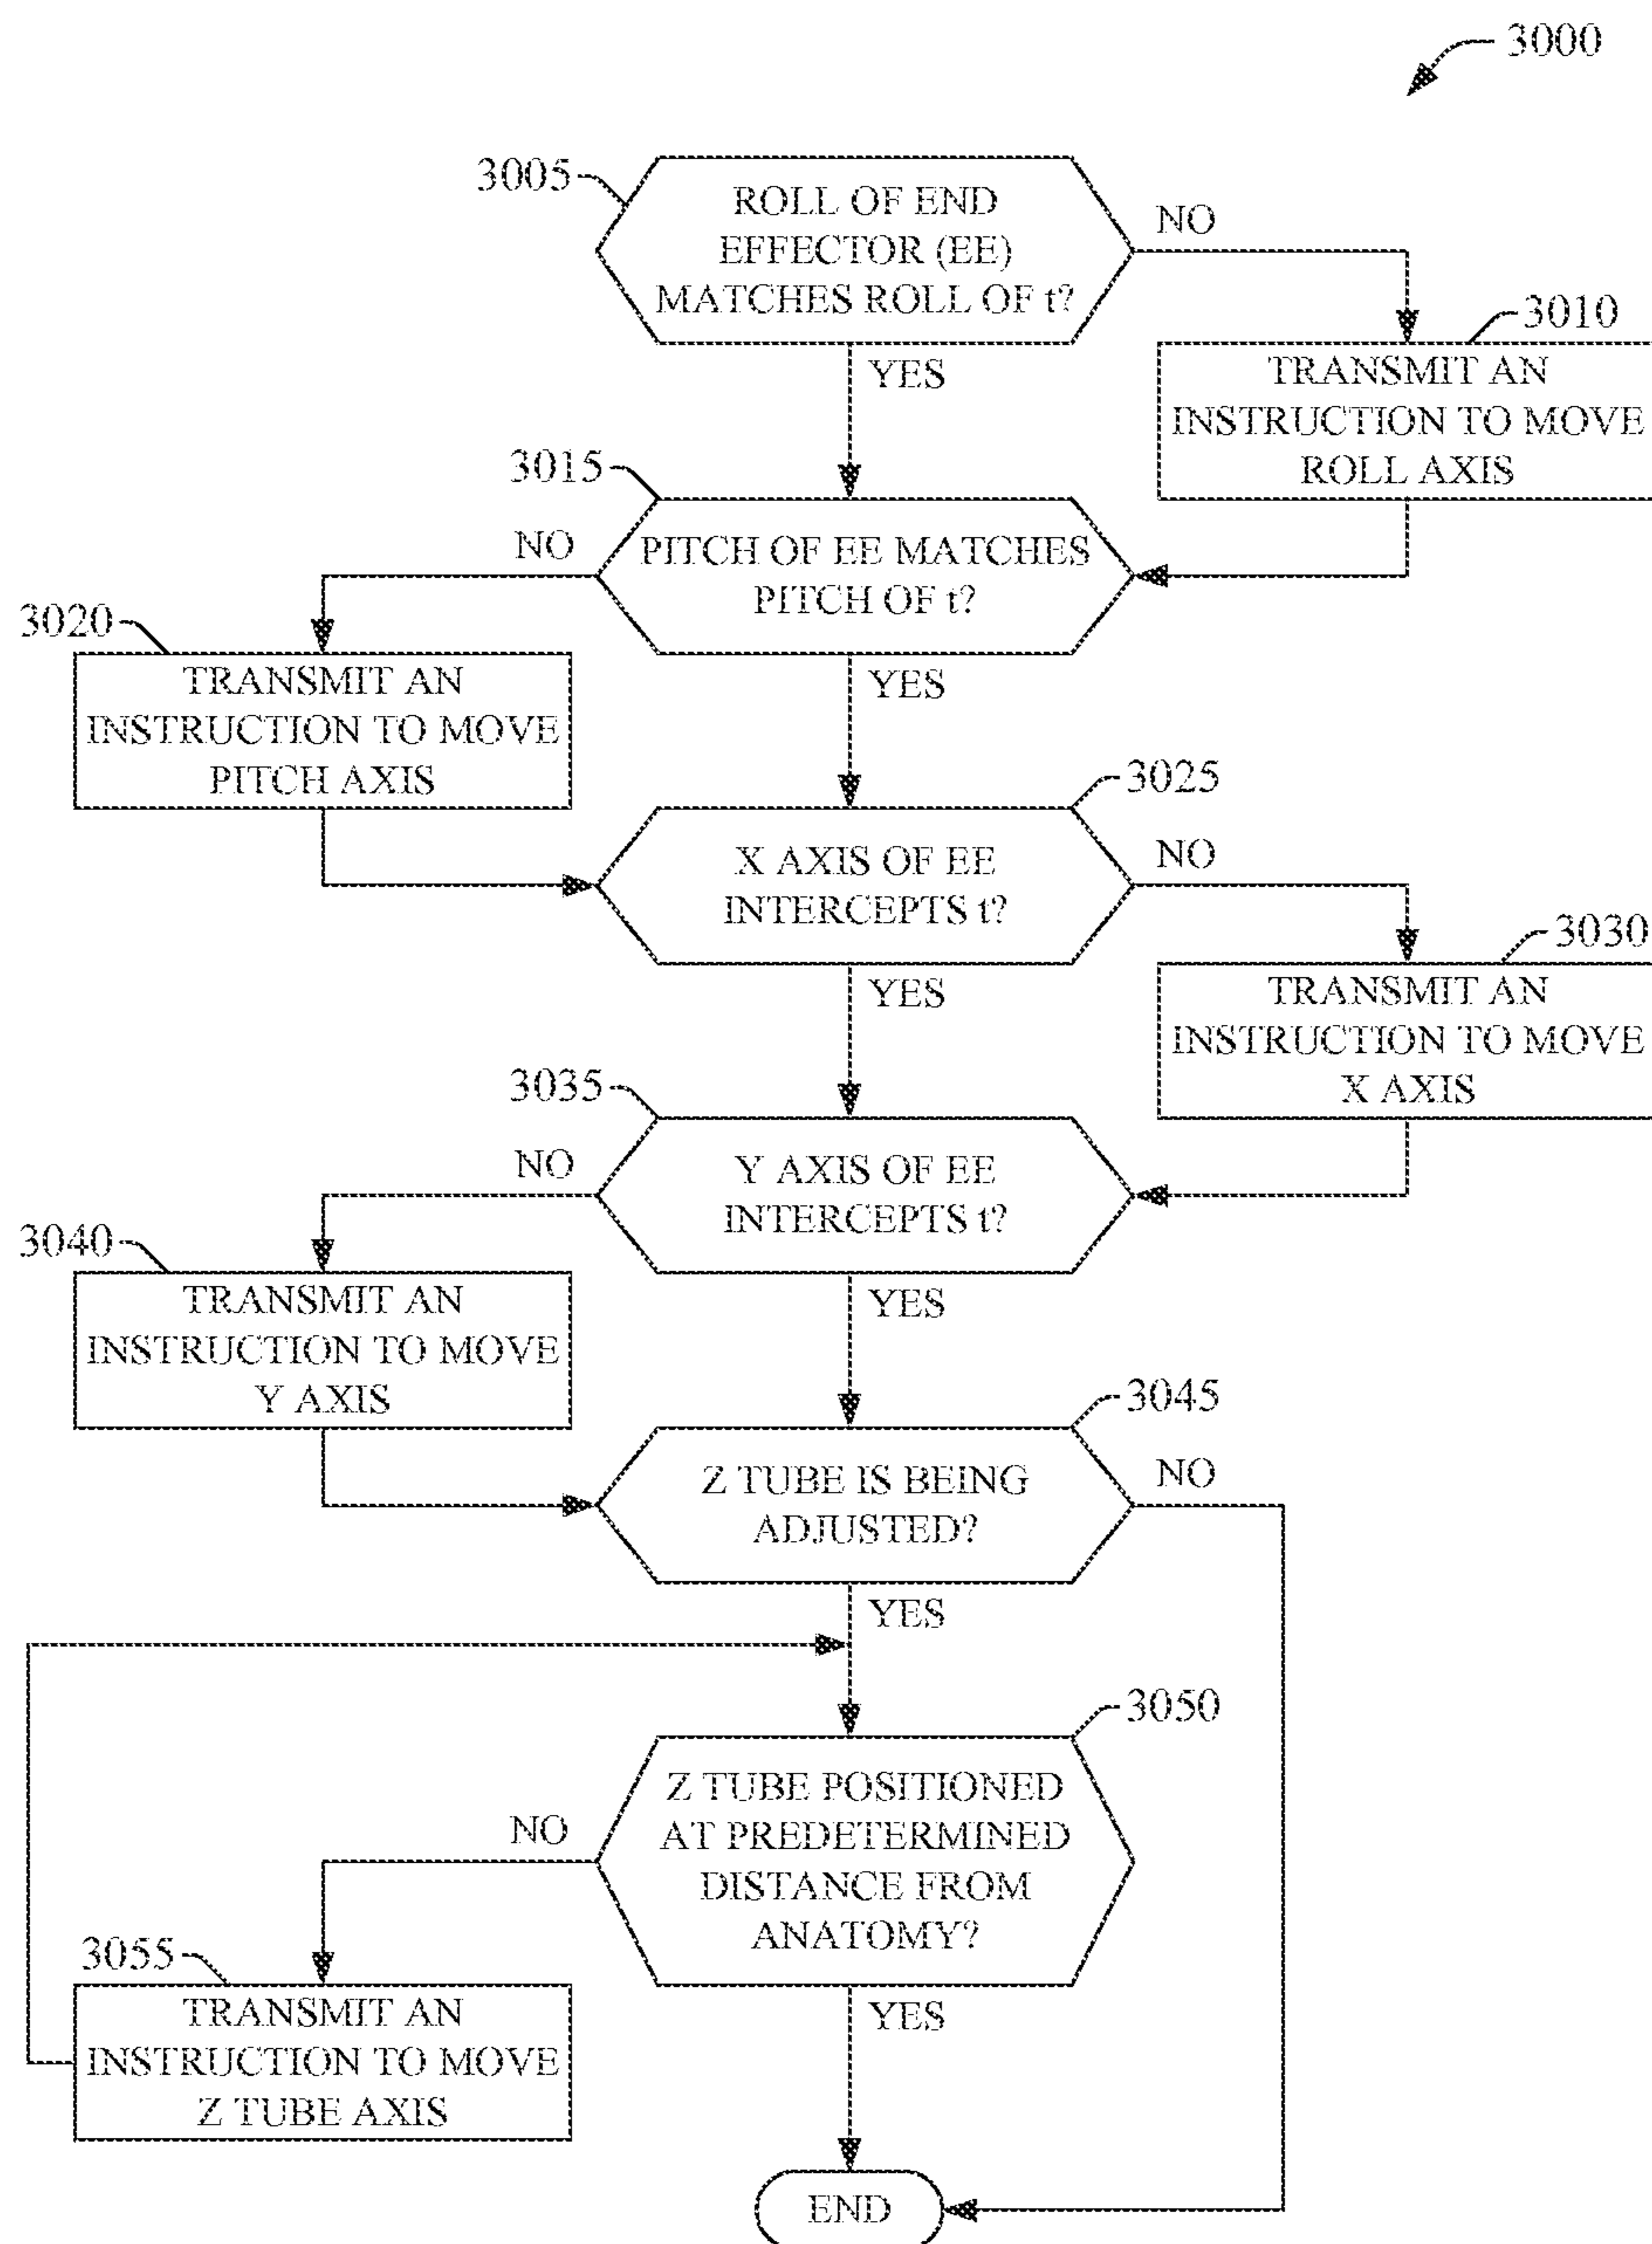 3000
3005
ROLL OF END
EFFECTOR (EE)
MATCHES ROLL OF t?
NO
YES
3010
TRANSMIT AN
INSTRUCTION TO MOVE
ROLL AXIS
3015
PITCH OF EE MATCHES
PITCH OF t?
NO
YES
3020
TRANSMIT AN
INSTRUCTION TO MOVE
PITCH AXIS
3025
X AXIS OF EE
INTERCEPTS t?
NO
YES
3030
TRANSMIT AN
INSTRUCTION TO MOVE
X AXIS
3035
Y AXIS OF EE
INTERCEPTS t?
NO
YES
3040
TRANSMIT AN
INSTRUCTION TO MOVE
Y AXIS
3045
Z TUBE IS BEING
ADJUSTED?
NO
YES
3050
Z TUBE POSITIONED
AT PREDETERMINED
DISTANCE FROM
ANATOMY?
NO
YES
3055
TRANSMIT AN
INSTRUCTION TO MOVE
Z TUBE AXIS
END